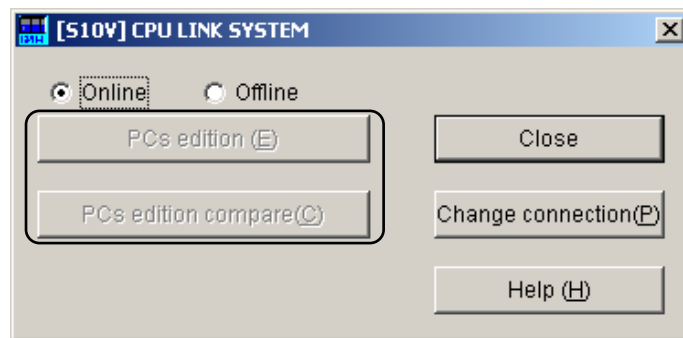 [S10V] CPU LINK SYSTEM
Online Offline
PCs edition (E) Close
PCs edition compare(C) Change connection(P)
Help (H)